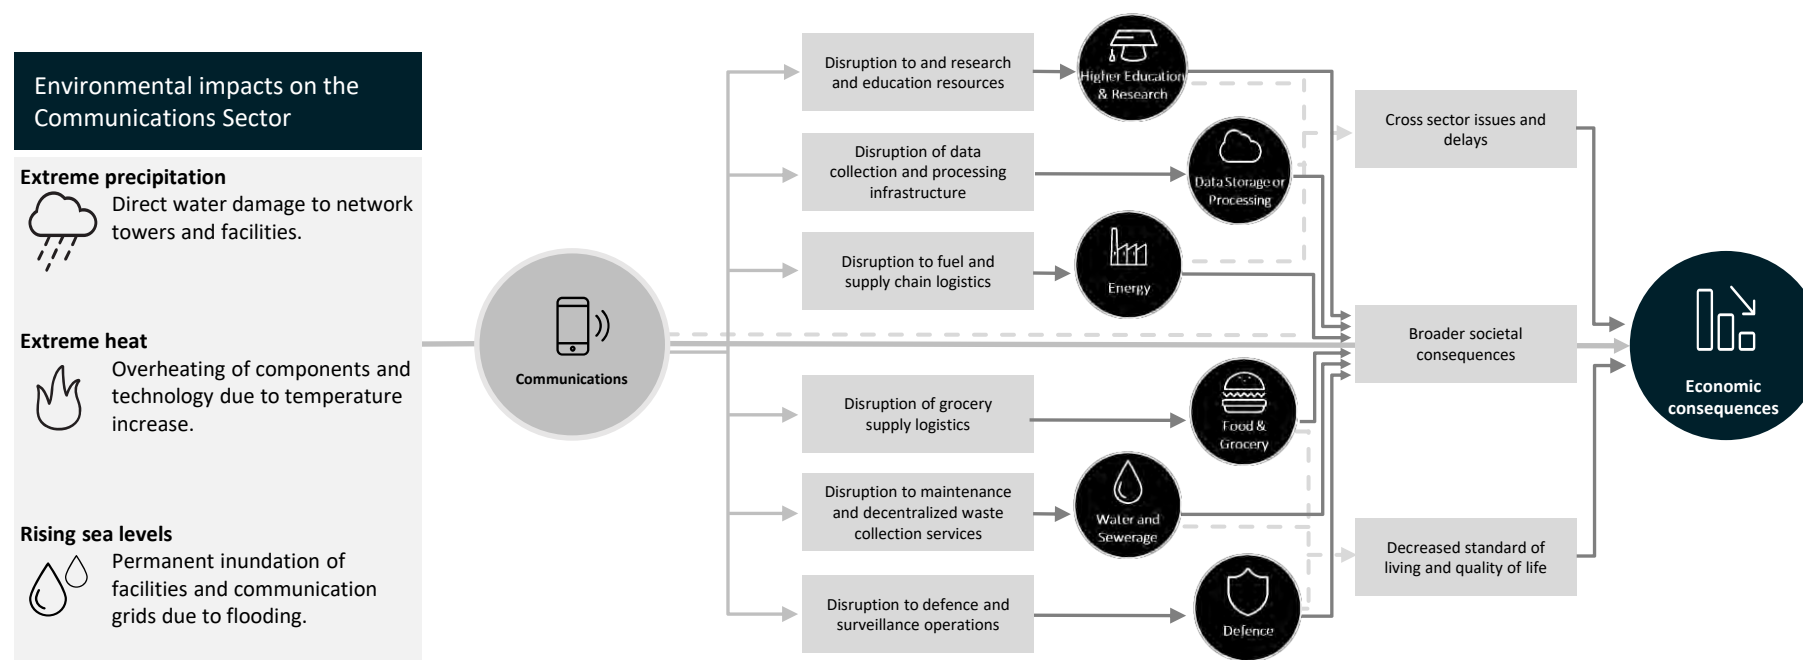 Environmental impacts on the
Communications Sector
Extreme precipitation
Direct water damage to network
towers and facilities.
Extreme heat
Overheating of components and
technology due to temperature
increase.
Rising sea levels
Permanent inundation of
facilities and communication
grids due to flooding.
Communications
Disruption to and research
and education resources
Disruption of data
collection and processing
infrastructure
Disruption to fuel and
supply chain logistics
Disruption of grocery
supply logistics
Disruption to maintenance
and decentralized waste
collection services
Disruption to defence and
surveillance operations
Higher Education
& Research
Data Storage or
Processing
Energy
Food &
Grocery
Water and
Sewerage
Defence
Cross sector issues and
delays
Broader societal
consequences
Decreased standard of
living and quality of life
Economic
consequences